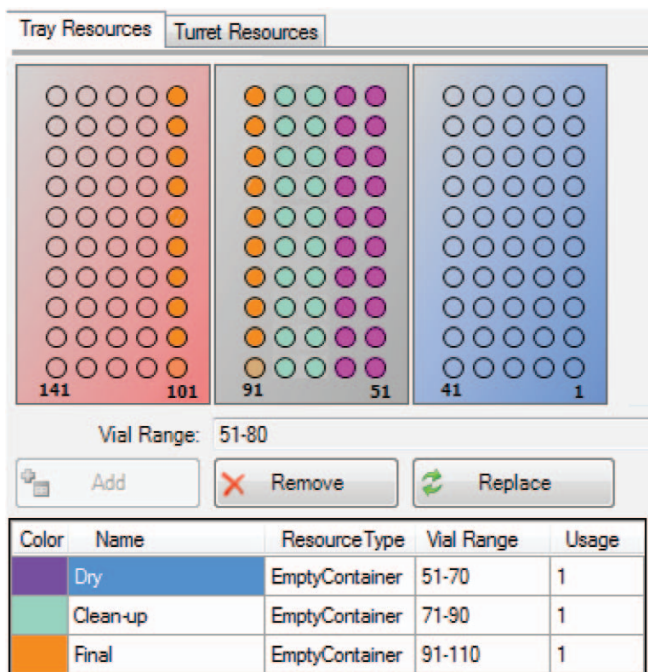 Tray Resources Turret Resources
141 101 91 51 41 1
Vial Range: 51-80
Add Remove Replace
Color Name ResourceType Vial Range Usage
Dry EmptyContainer 51-70 1
Clean-up EmptyContainer 71-90 1
Final EmptyContainer 91-110 1